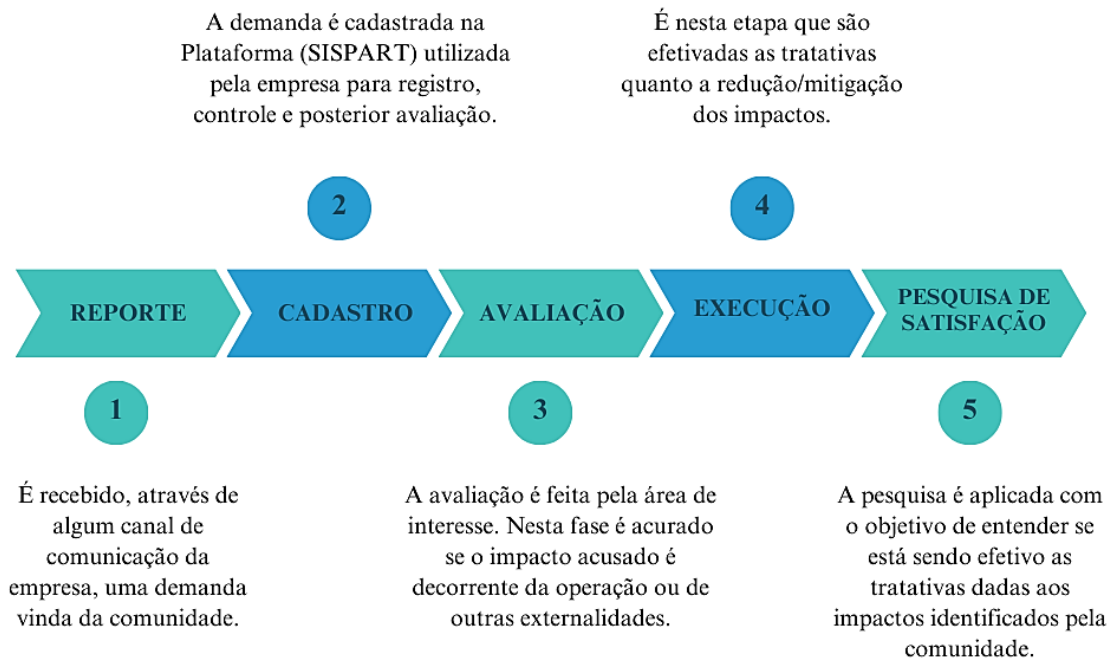 A demanda é cadastrada na
Plataforma (SISPART) utilizada
pela empresa para registro,
controle e posterior avaliação.
É nesta etapa que são
efetivadas as tratativas
quanto a redução/mitigação
dos impactos.
2
4
REPORTE
CADASTRO
AVALIAÇÃO
EXECUÇÃO
PESQUISA DE
SATISFAÇÃO
1
3
5
É recebido, através de
algum canal de
comunicação da
empresa, uma demanda
vinda da comunidade.
A avaliação é feita pela área de
interesse. Nesta fase é acurado
se o impacto acusado é
decorrente da operação ou de
outras externalidades.
A pesquisa é aplicada com
o objetivo de entender se
está sendo efetivo as
tratativas dadas aos
impactos identificados pela
comunidade.